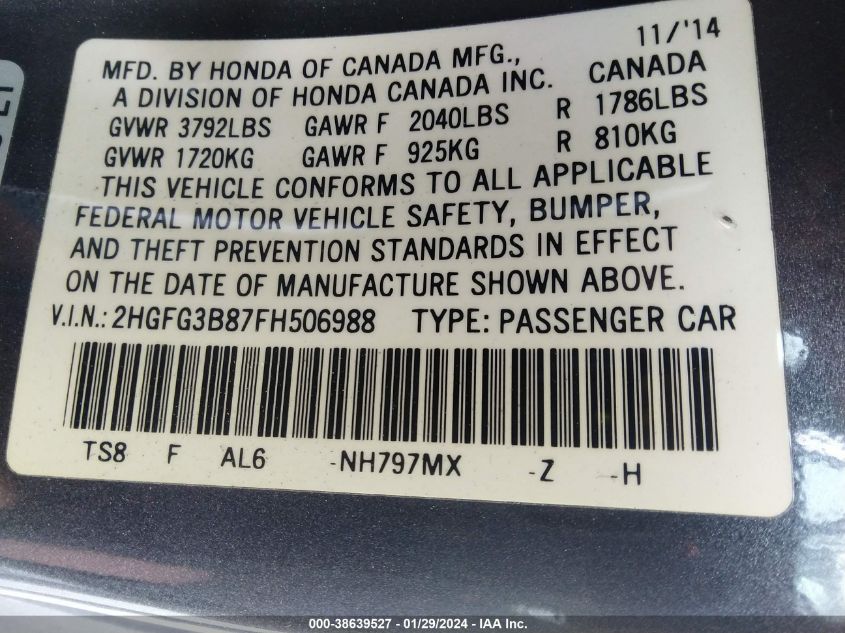 11/'14
MFD. BY HONDA OF CANADA MFG., CANADA
A DIVISION OF HONDA CANADA INC.
GVWR 3792LBS GAWR F 2040LBS R 1786LBS
GVWR 1720KG GAWR F 925KG R 810KG
THIS VEHICLE CONFORMS TO ALL APPLICABLE
FEDERAL MOTOR VEHICLE SAFETY, BUMPER,
AND THEFT PREVENTION STANDARDS IN EFFECT
ON THE DATE OF MANUFACTURE SHOWN ABOVE.
V.I.N.: 2HGFG3B87FH506988 TYPE: PASSENGER CAR
TS8 F AL6 -NH797MX -Z -H
000-38639527 - 01/29/2024 - IAA Inc.